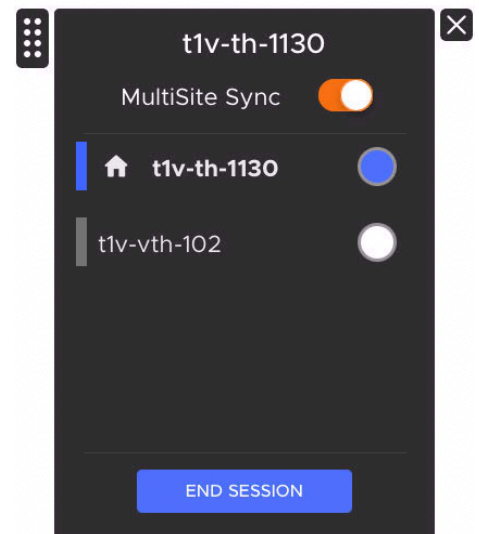 t1v-th-1130
MultiSite Sync
t1v-th-1130
t1v-vth-102
END SESSION